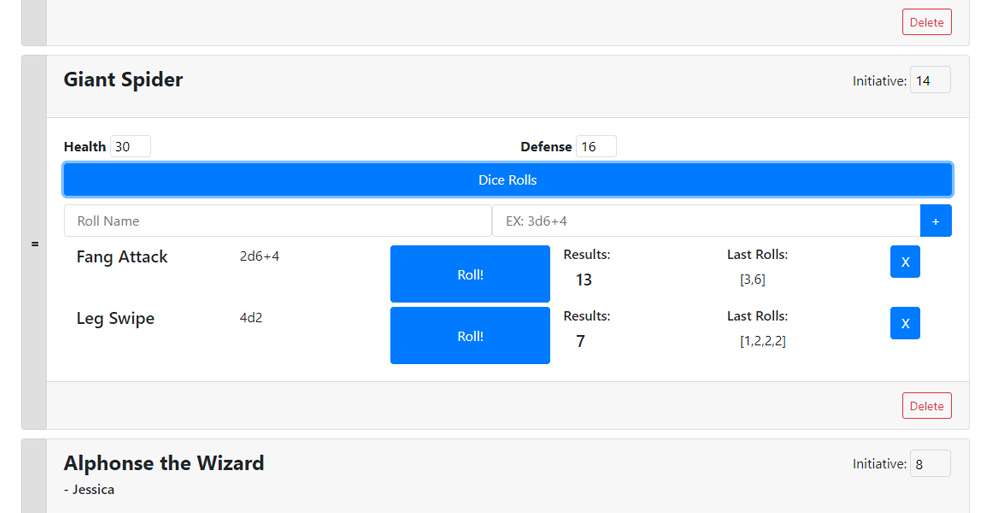 Delete
Giant Spider
Initiative: 14
Health 30 Defense 16
Dice Rolls
Roll Name EX: 3d6+4 +
=
Fang Attack 2d6+4 Roll! Results: 13 Last Rolls: [3,6] X
Leg Swipe 4d2 Roll! Results: 7 Last Rolls: [1,2,2,2] X
Delete
Alphonse the Wizard
Initiative: 8
- Jessica